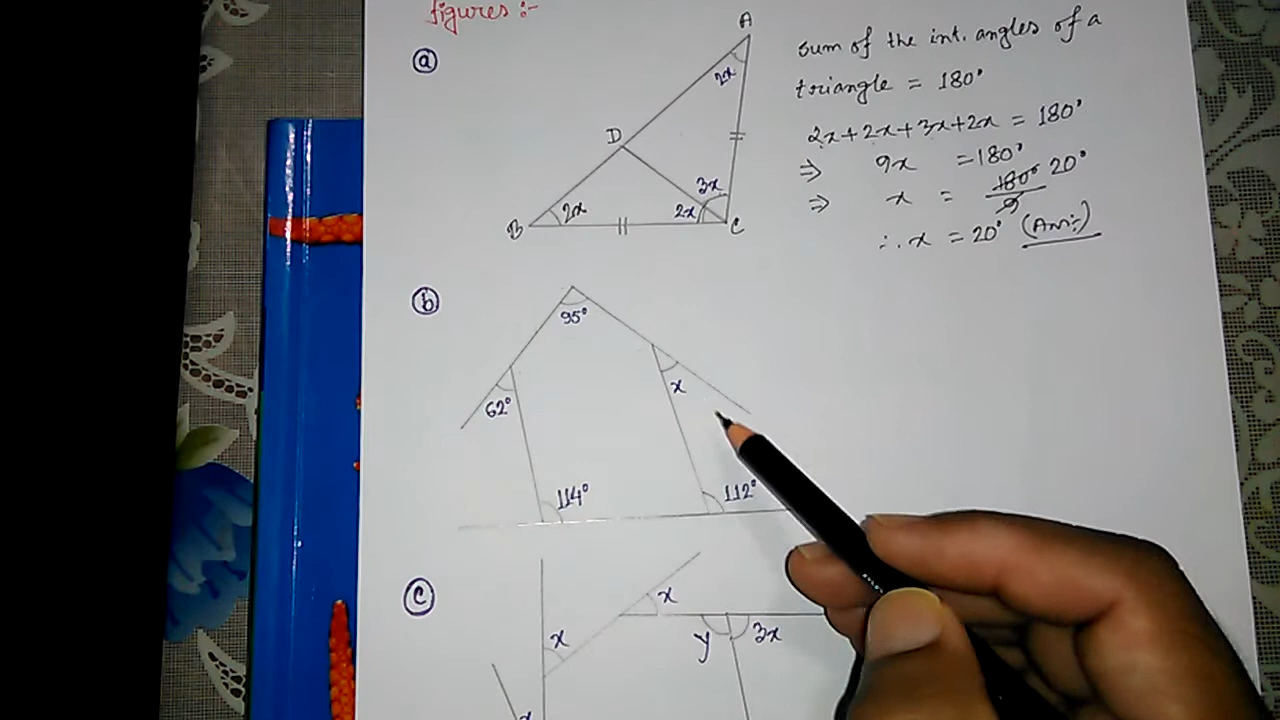 figures :-
ⓐ
A
2x
D
3x
B
2x
2x
C
sum of the int. angles of a
triangle = 180°
2x+2x+3x+2x = 180°
⇒ 9x = 180°
⇒ x = 180° / 9 20°
∴ x = 20° (Ans:)
ⓑ
95°
62°
x
114°
112°
ⓒ
x
x
y
3x
x